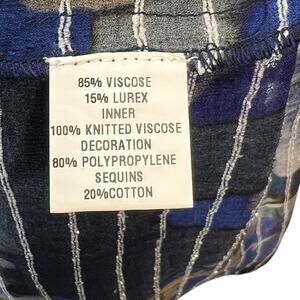 85% VISCOSE
15% LUREX
INNER
100% KNITTED VISCOSE
DECORATION
80% POLYPROPYLENE
SEQUINS
20%COTTON